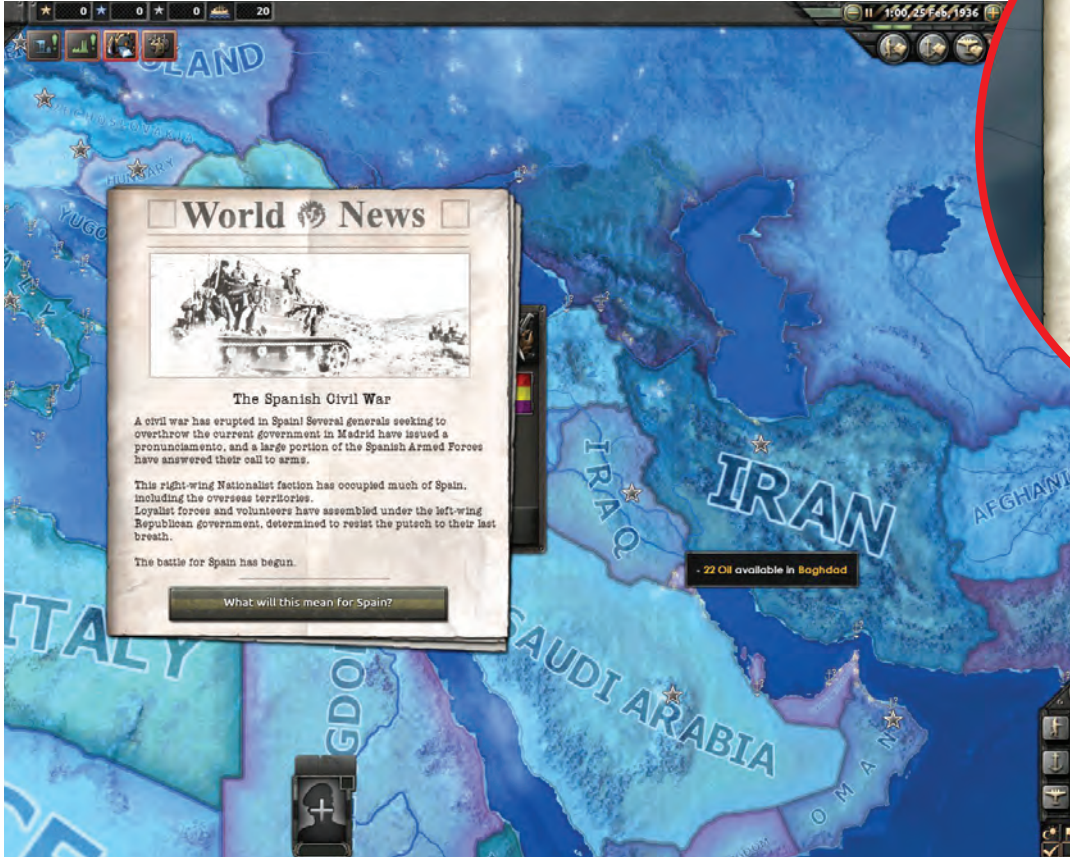 0 0 0 20
1:00, 25 Feb, 1936
LAND
HUNGARY
YUGO
World News
The Spanish Civil War
A civil war has erupted in Spain! Several generals seeking to
overthrow the current government in Madrid have issued a
pronunciamento, and a large portion of the Spanish Armed Forces
have answered their call to arms.
This right-wing Nationalist faction has occupied much of Spain,
including the overseas territories.
Loyalist forces and volunteers have assembled under the left-wing
Republican government, determined to resist the putsch to their last
breath.
The battle for Spain has begun.
What will this mean for Spain?
IRAQ
IRAN
AFGHANI
- 22 Oil available in Baghdad
ITALY
SAUDI ARABIA
GDO
OMAN